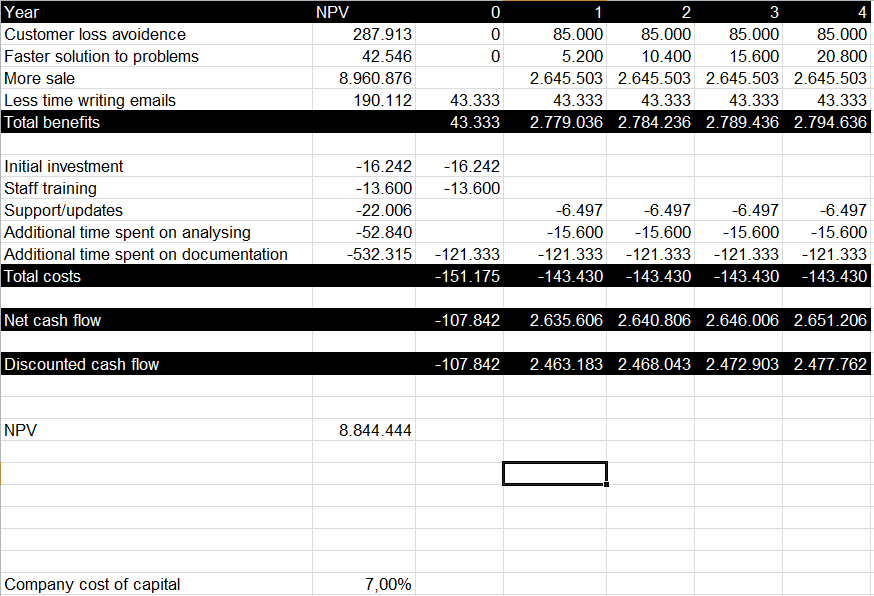 Year NPV 0 1 2 3 4
Customer loss avoidence 287.913 0 85.000 85.000 85.000 85.000
Faster solution to problems 42.546 0 5.200 10.400 15.600 20.800
More sale 8.960.876 2.645.503 2.645.503 2.645.503 2.645.503
Less time writing emails 190.112 43.333 43.333 43.333 43.333 43.333
Total benefits 43.333 2.779.036 2.784.236 2.789.436 2.794.636
Initial investment -16.242 -16.242
Staff training -13.600 -13.600
Support/updates -22.006 -6.497 -6.497 -6.497 -6.497
Additional time spent on analysing -52.840 -15.600 -15.600 -15.600 -15.600
Additional time spent on documentation -532.315 -121.333 -121.333 -121.333 -121.333 -121.333
Total costs -151.175 -143.430 -143.430 -143.430 -143.430
Net cash flow -107.842 2.635.606 2.640.806 2.646.006 2.651.206
Discounted cash flow -107.842 2.463.183 2.468.043 2.472.903 2.477.762
NPV 8.844.444
Company cost of capital 7,00%